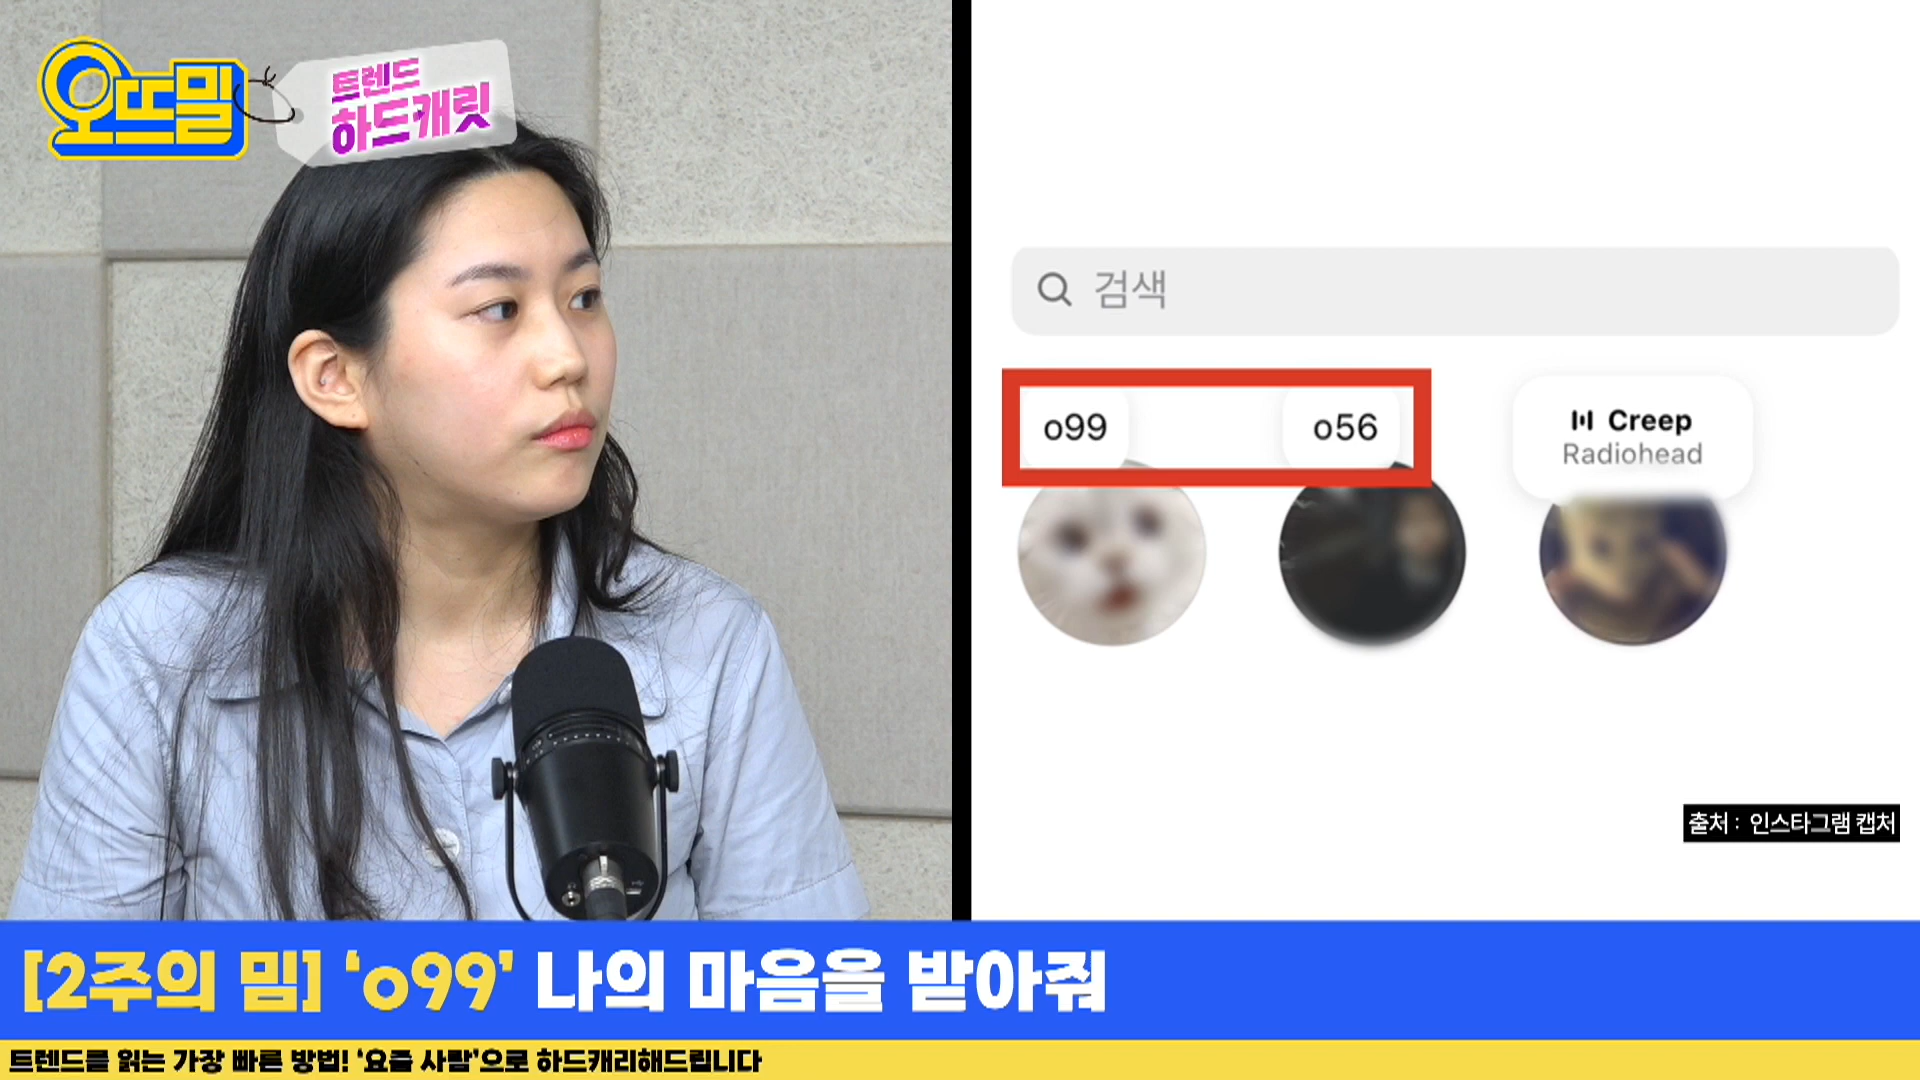 오뜨밀
트렌드
하드캐릿
검색
o99
o56
Creep
Radiohead
출처 : 인스타그램 캡처
[2주의 밈] ‘o99’ 나의 마음을 받아줘
트렌드를 읽는 가장 빠른 방법! ‘요즘 사람’으로 하드캐리해드립니다